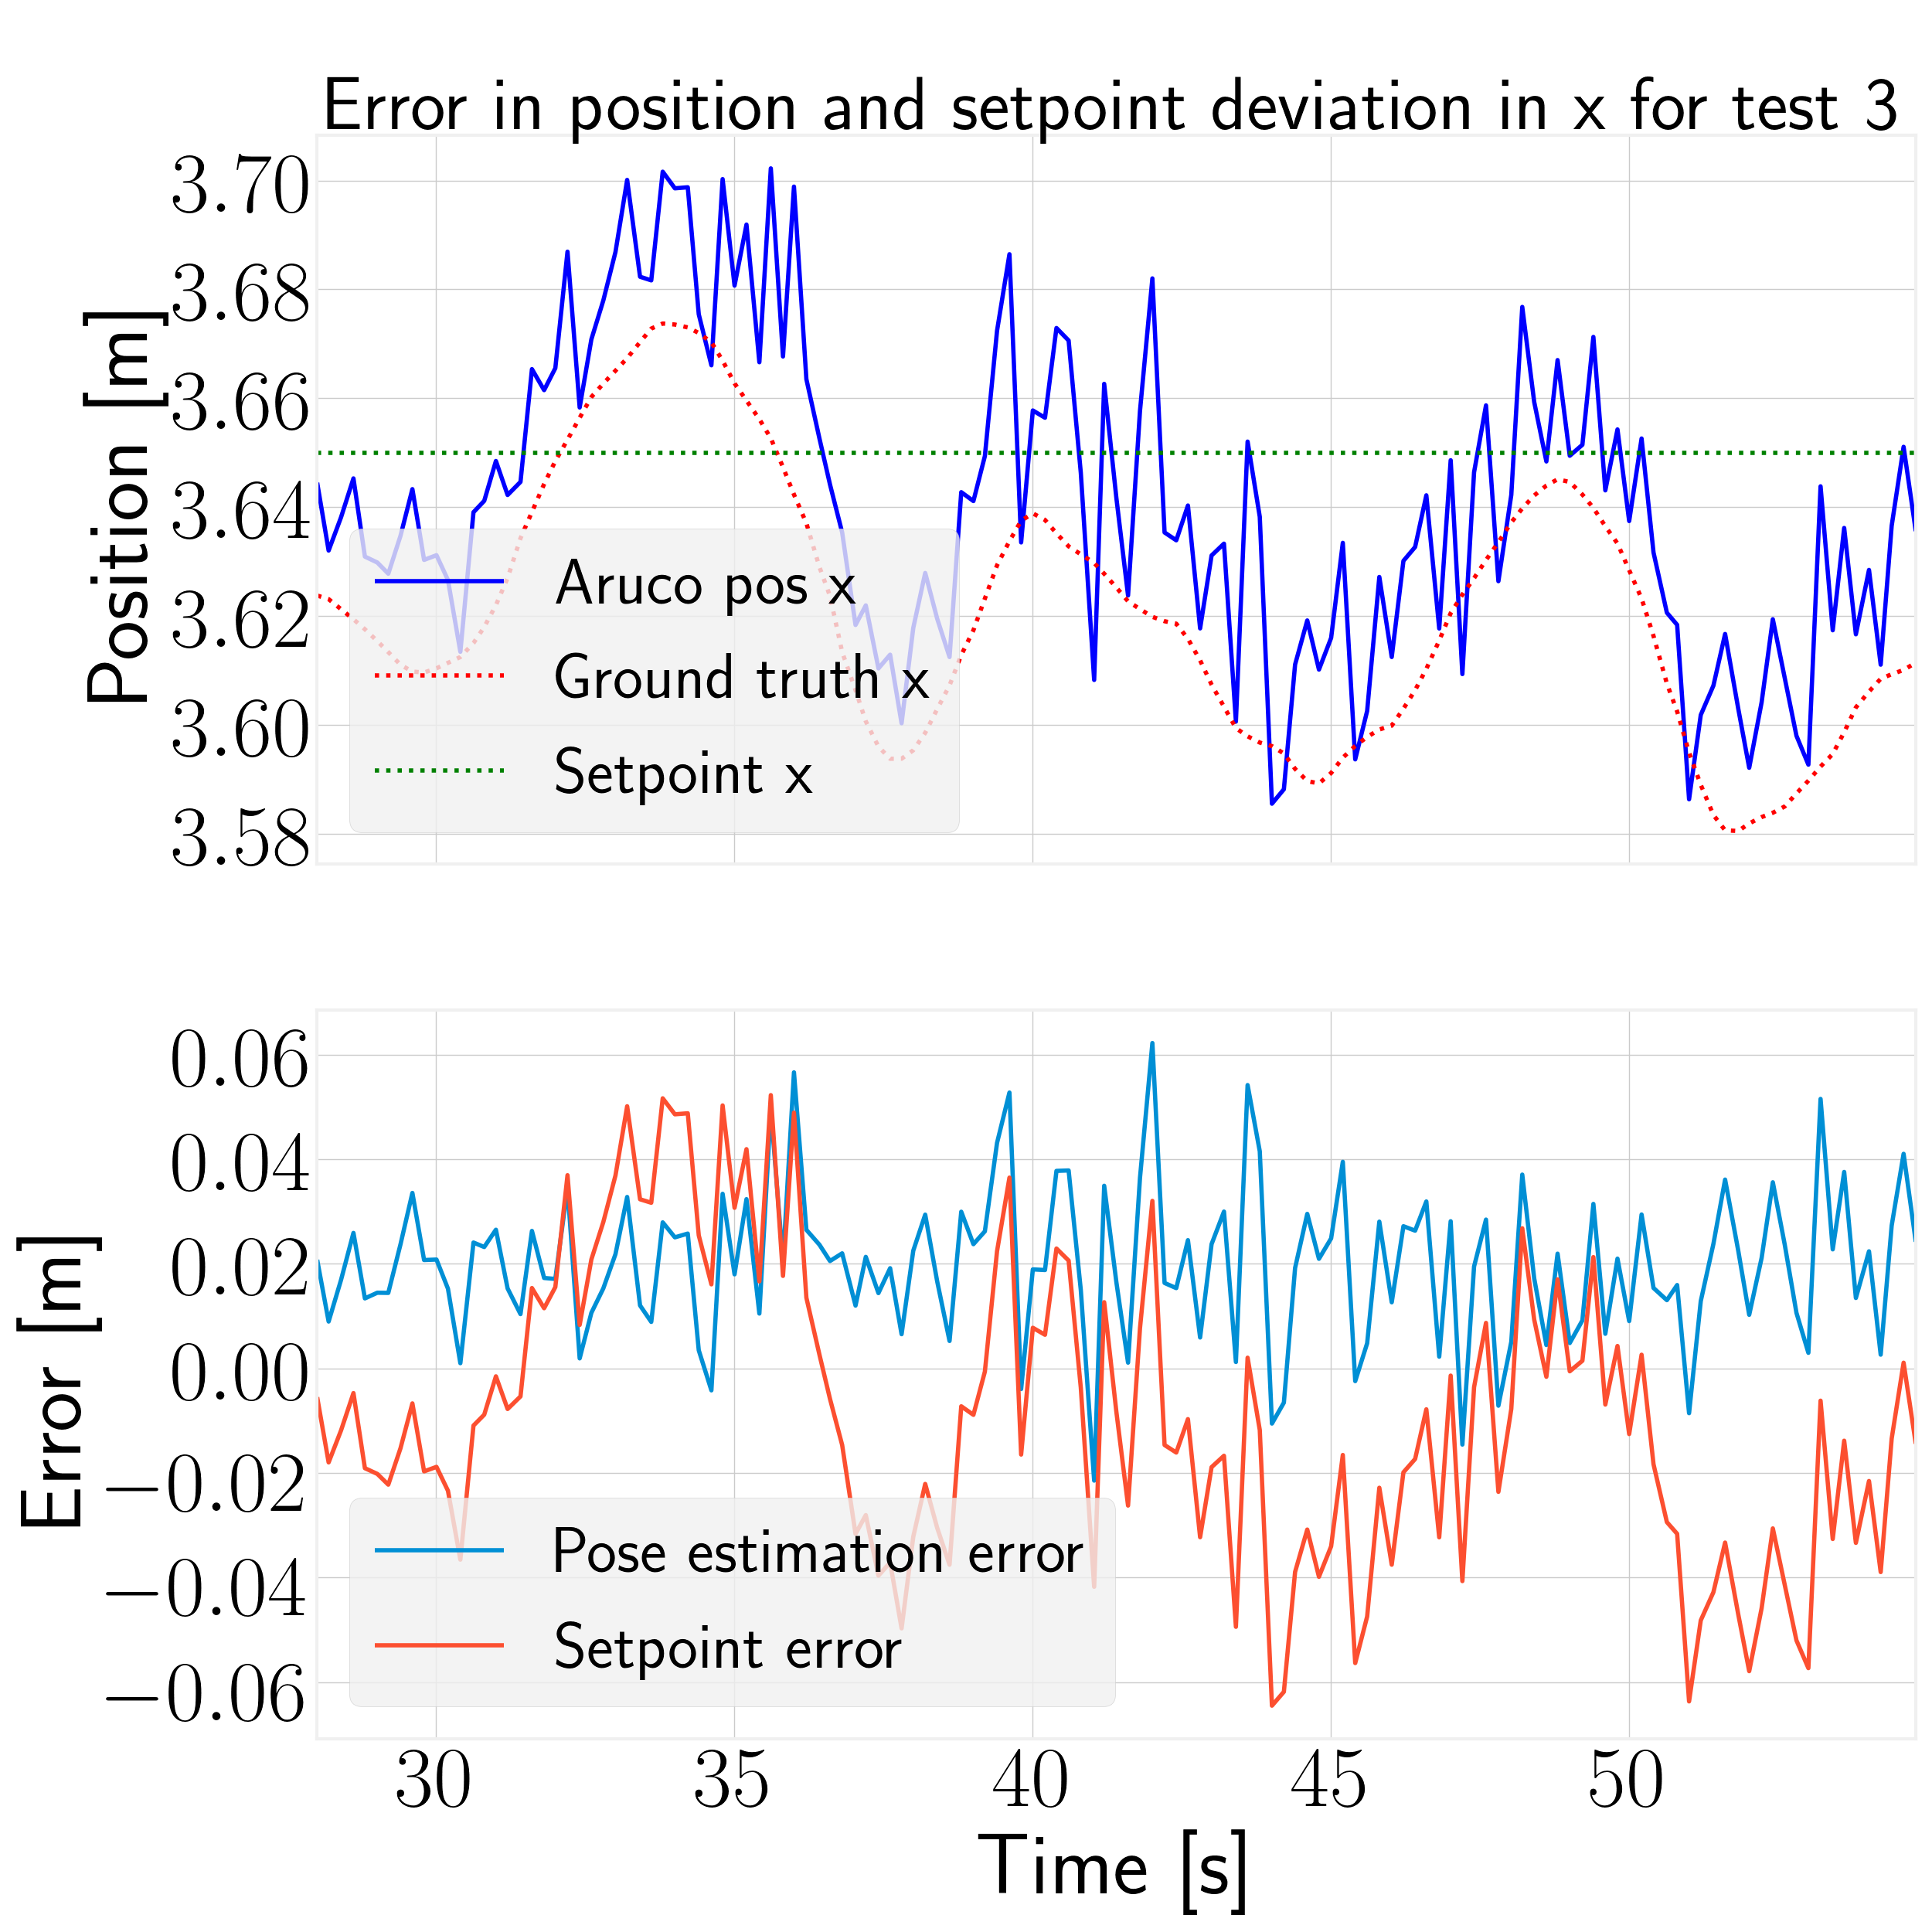 Error in position and setpoint deviation in x for test 3
Position [m]
3.70
3.68
3.66
3.64
3.62
3.60
3.58
Aruco pos x
Ground truth x
Setpoint x
Error [m]
0.06
0.04
0.02
0.00
−0.02
−0.04
−0.06
Pose estimation error
Setpoint error
30 35 40 45 50
Time [s]